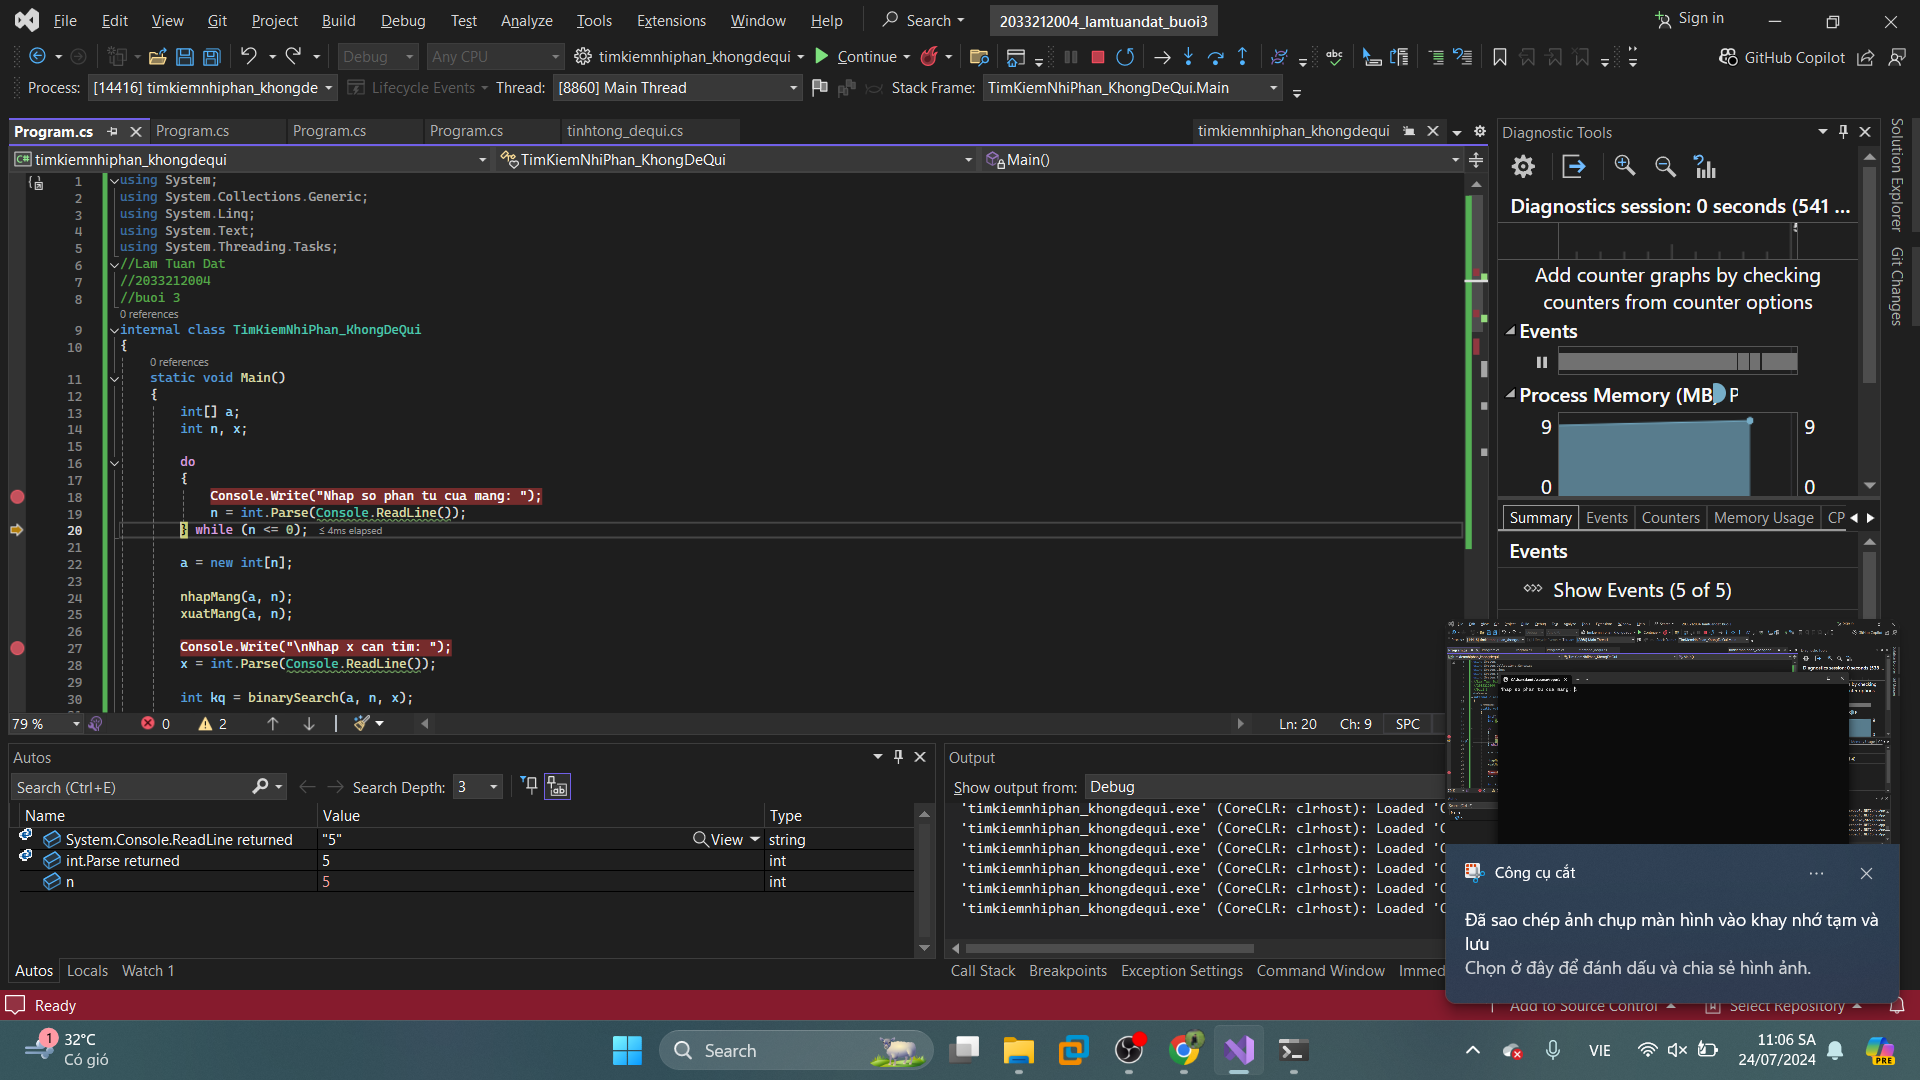 File Edit View Git Project Build Debug Test Analyze Tools Extensions Window Help Search 2033212004_lamtuandat_buoi3 Sign in
Debug Any CPU timkiemnhiphan_khongdequi Continue GitHub Copilot
Process: [14416] timkiemnhiphan_khongde Lifecycle Events Thread: [8860] Main Thread Stack Frame: TimKiemNhiPhan_KhongDeQui.Main
Program.cs Program.cs Program.cs Program.cs tinhtong_dequi.cs timkiemnhiphan_khongdequi
timkiemnhiphan_khongdequi TimKiemNhiPhan_KhongDeQui Main()
1 using System;
2 using System.Collections.Generic;
3 using System.Linq;
4 using System.Text;
5 using System.Threading.Tasks;
6 //Lam Tuan Dat
7 //2033212004
8 //buoi 3
0 references
9 internal class TimKiemNhiPhan_KhongDeQui
10 {
0 references
11 static void Main()
12 {
13 int[] a;
14 int n, x;
15
16 do
17 {
18 Console.Write("Nhap so phan tu cua mang: ");
19 n = int.Parse(Console.ReadLine());
20 } while (n <= 0); ≤ 4ms elapsed
21
22 a = new int[n];
23
24 nhapMang(a, n);
25 xuatMang(a, n);
26
27 Console.Write("\nNhap x can tim: ");
28 x = int.Parse(Console.ReadLine());
29
30 int kq = binarySearch(a, n, x);
79 % 0 2 Ln: 20 Ch: 9 SPC
Diagnostic Tools
Diagnostics session: 0 seconds (541 ...
Add counter graphs by checking
counters from counter options
Events
Process Memory (MB) P
9 9
0 0
Summary Events Counters Memory Usage CP
Events
Show Events (5 of 5)
Solution Explorer
Git Changes
Autos
Search (Ctrl+E) Search Depth: 3
Name Value Type
System.Console.ReadLine returned "5" View string
int.Parse returned 5 int
n 5 int
Autos Locals Watch 1
Output
Show output from: Debug
'timkiemnhiphan_khongdequi.exe' (CoreCLR: clrhost): Loaded 'C
'timkiemnhiphan_khongdequi.exe' (CoreCLR: clrhost): Loaded 'C
'timkiemnhiphan_khongdequi.exe' (CoreCLR: clrhost): Loaded 'C
'timkiemnhiphan_khongdequi.exe' (CoreCLR: clrhost): Loaded 'C
'timkiemnhiphan_khongdequi.exe' (CoreCLR: clrhost): Loaded 'C
'timkiemnhiphan_khongdequi.exe' (CoreCLR: clrhost): Loaded 'C
Call Stack Breakpoints Exception Settings Command Window Immed
Nhap so phan tu cua mang:
Công cụ cắt
Đã sao chép ảnh chụp màn hình vào khay nhớ tạm và
lưu
Chọn ở đây để đánh dấu và chia sẻ hình ảnh.
Ready Add to Source Control Select Repository
1 32°C
Có gió
Search
VIE
11:06 SA
24/07/2024
PRE